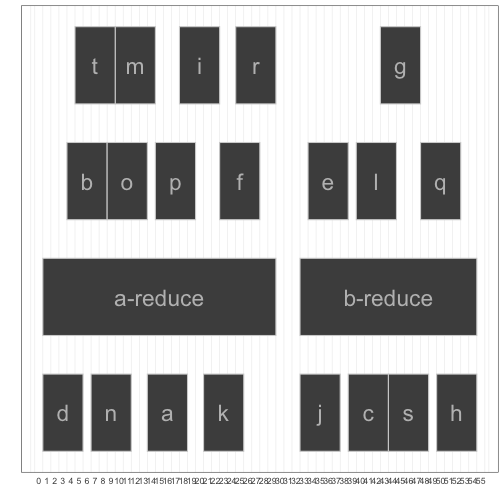 t m i r g
b o p f e l q
a-reduce b-reduce
d n a k j c s h
0 1 2 3 4 5 6 7 8 9 10 11 12 13 14 15 16 17 18 19 20 21 22 23 24 25 26 27 28 29 30 31 32 33 34 35 36 37 38 39 40 41 42 43 44 45 46 47 48 49 50 51 52 53 54 55